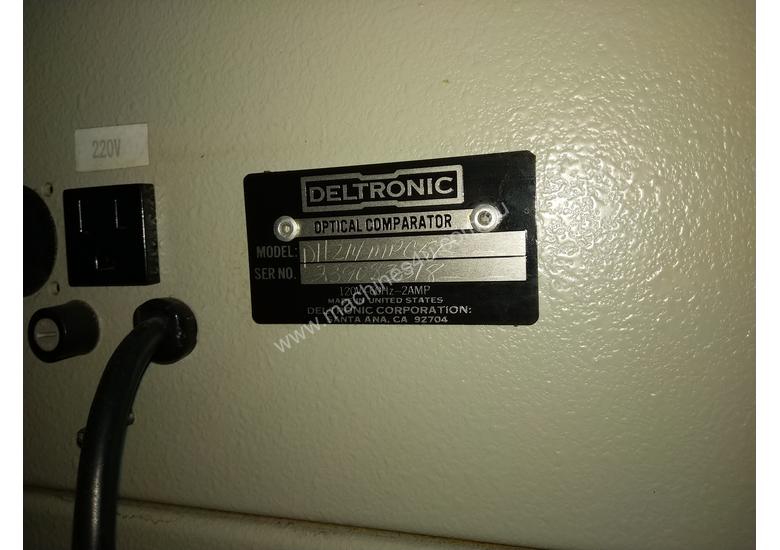 220V
DELTRONIC
OPTICAL COMPARATOR
MODEL:
SER NO.
120V-60Hz-2AMP
MADE IN UNITED STATES
DELTRONIC CORPORATION:
SANTA ANA, CA 92704